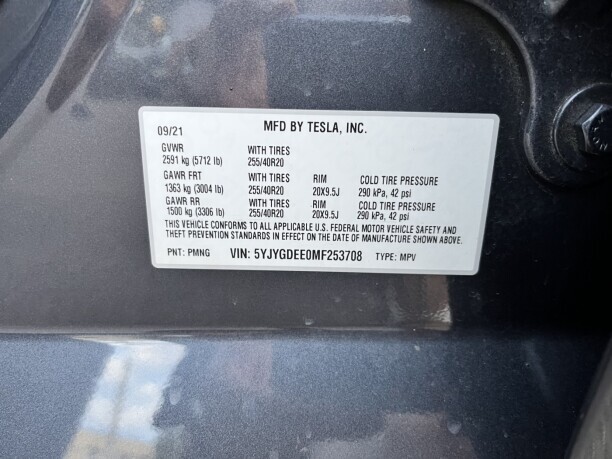 09/21 MFD BY TESLA, INC.
GVWR WITH TIRES
2591 kg (5712 lb) 255/40R20
GAWR FRT WITH TIRES RIM COLD TIRE PRESSURE
1363 kg (3004 lb) 255/40R20 20X9.5J 290 kPa, 42 psi
GAWR RR WITH TIRES RIM COLD TIRE PRESSURE
1500 kg (3306 lb) 255/40R20 20X9.5J 290 kPa, 42 psi
THIS VEHICLE CONFORMS TO ALL APPLICABLE U.S. FEDERAL MOTOR VEHICLE SAFETY AND
THEFT PREVENTION STANDARDS IN EFFECT ON THE DATE OF MANUFACTURE SHOWN ABOVE.
PNT: PMNG VIN: 5YJYGDEE0MF253708 TYPE: MPV